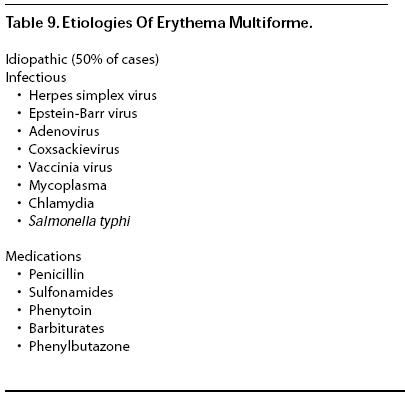 Table 9. Etiologies Of Erythema Multiforme.
Idiopathic (50% of cases)
Infectious
• Herpes simplex virus
• Epstein-Barr virus
• Adenovirus
• Coxsackievirus
• Vaccinia virus
• Mycoplasma
• Chlamydia
• Salmonella typhi
Medications
• Penicillin
• Sulfonamides
• Phenytoin
• Barbiturates
• Phenylbutazone